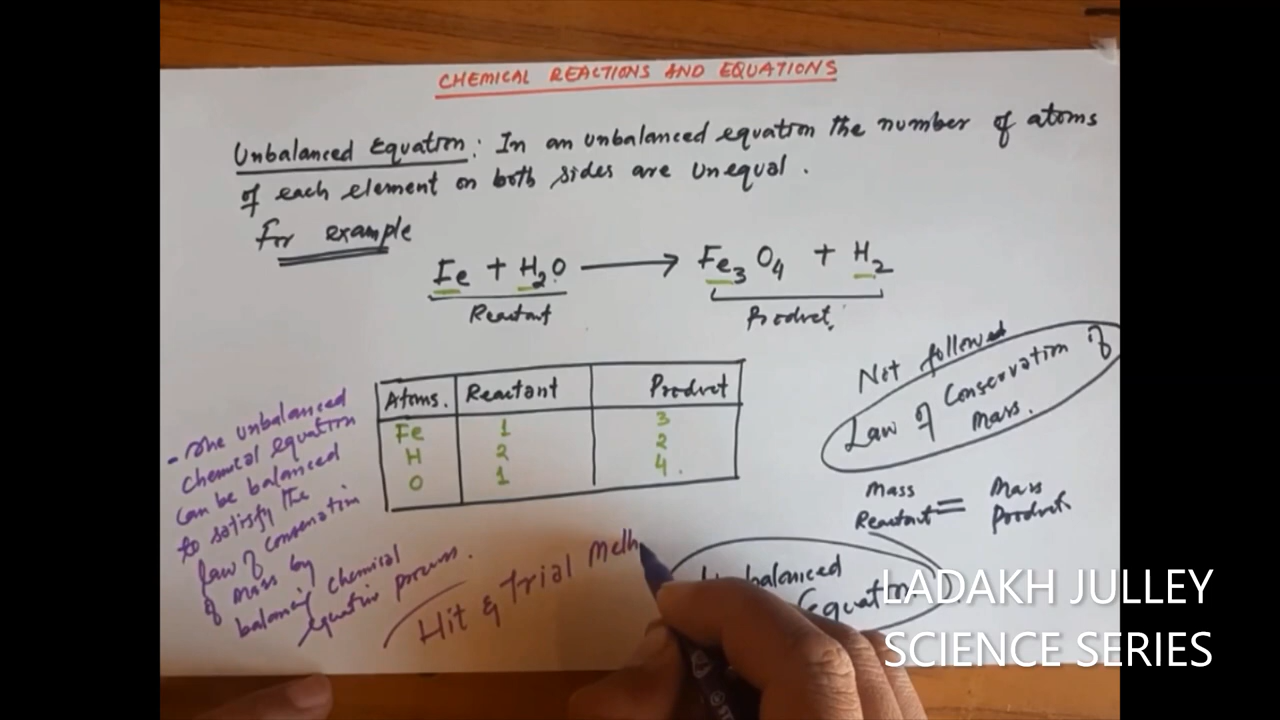 CHEMICAL REACTIONS AND EQUATIONS
Unbalanced Equation: In an unbalanced equation the number of atoms
of each element on both sides are unequal.
For example
Fe + H₂O ⟶ Fe₃O₄ + H₂
Reactant Product
Atoms. Reactant Product
Fe 1 3
H 2 2
O 1 4
Not followed
Law of Conservation of
Mass.
Mass Reactant = Mass Product
- The unbalanced
chemical equation
can be balanced
to satisfy the
law of conservation
of mass by
balancing chemical
equation process.
Hit & Trial Meth
Unbalanced
Equation
LADAKH JULLEY
SCIENCE SERIES